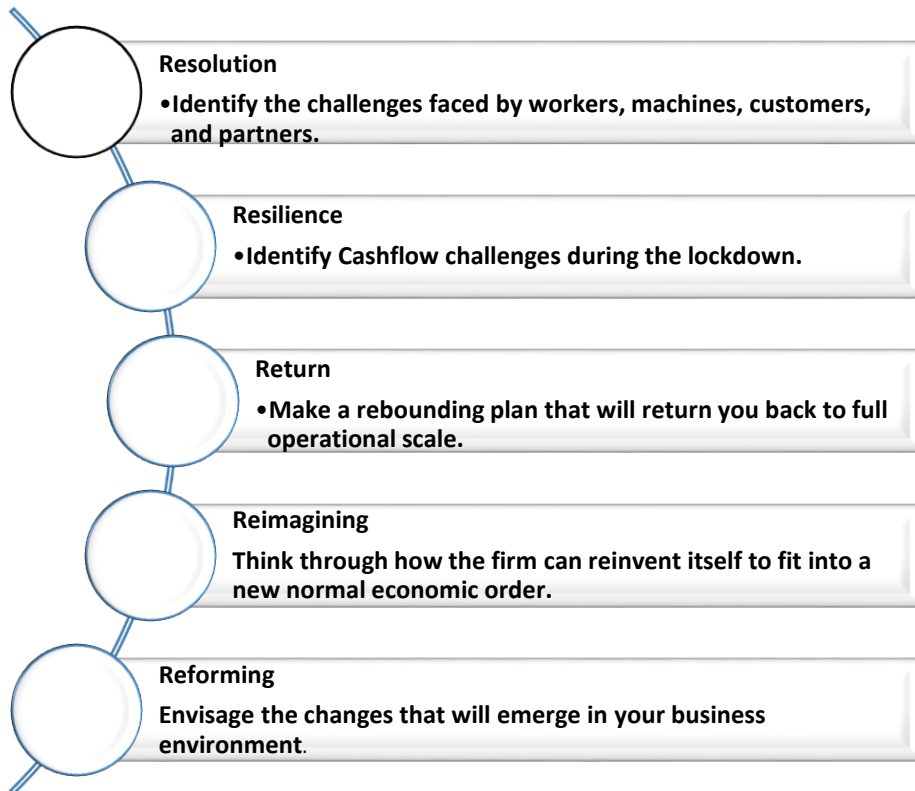 Resolution
•Identify the challenges faced by workers, machines, customers,
and partners.
Resilience
•Identify Cashflow challenges during the lockdown.
Return
•Make a rebounding plan that will return you back to full
operational scale.
Reimagining
Think through how the firm can reinvent itself to fit into a
new normal economic order.
Reforming
Envisage the changes that will emerge in your business
environment.